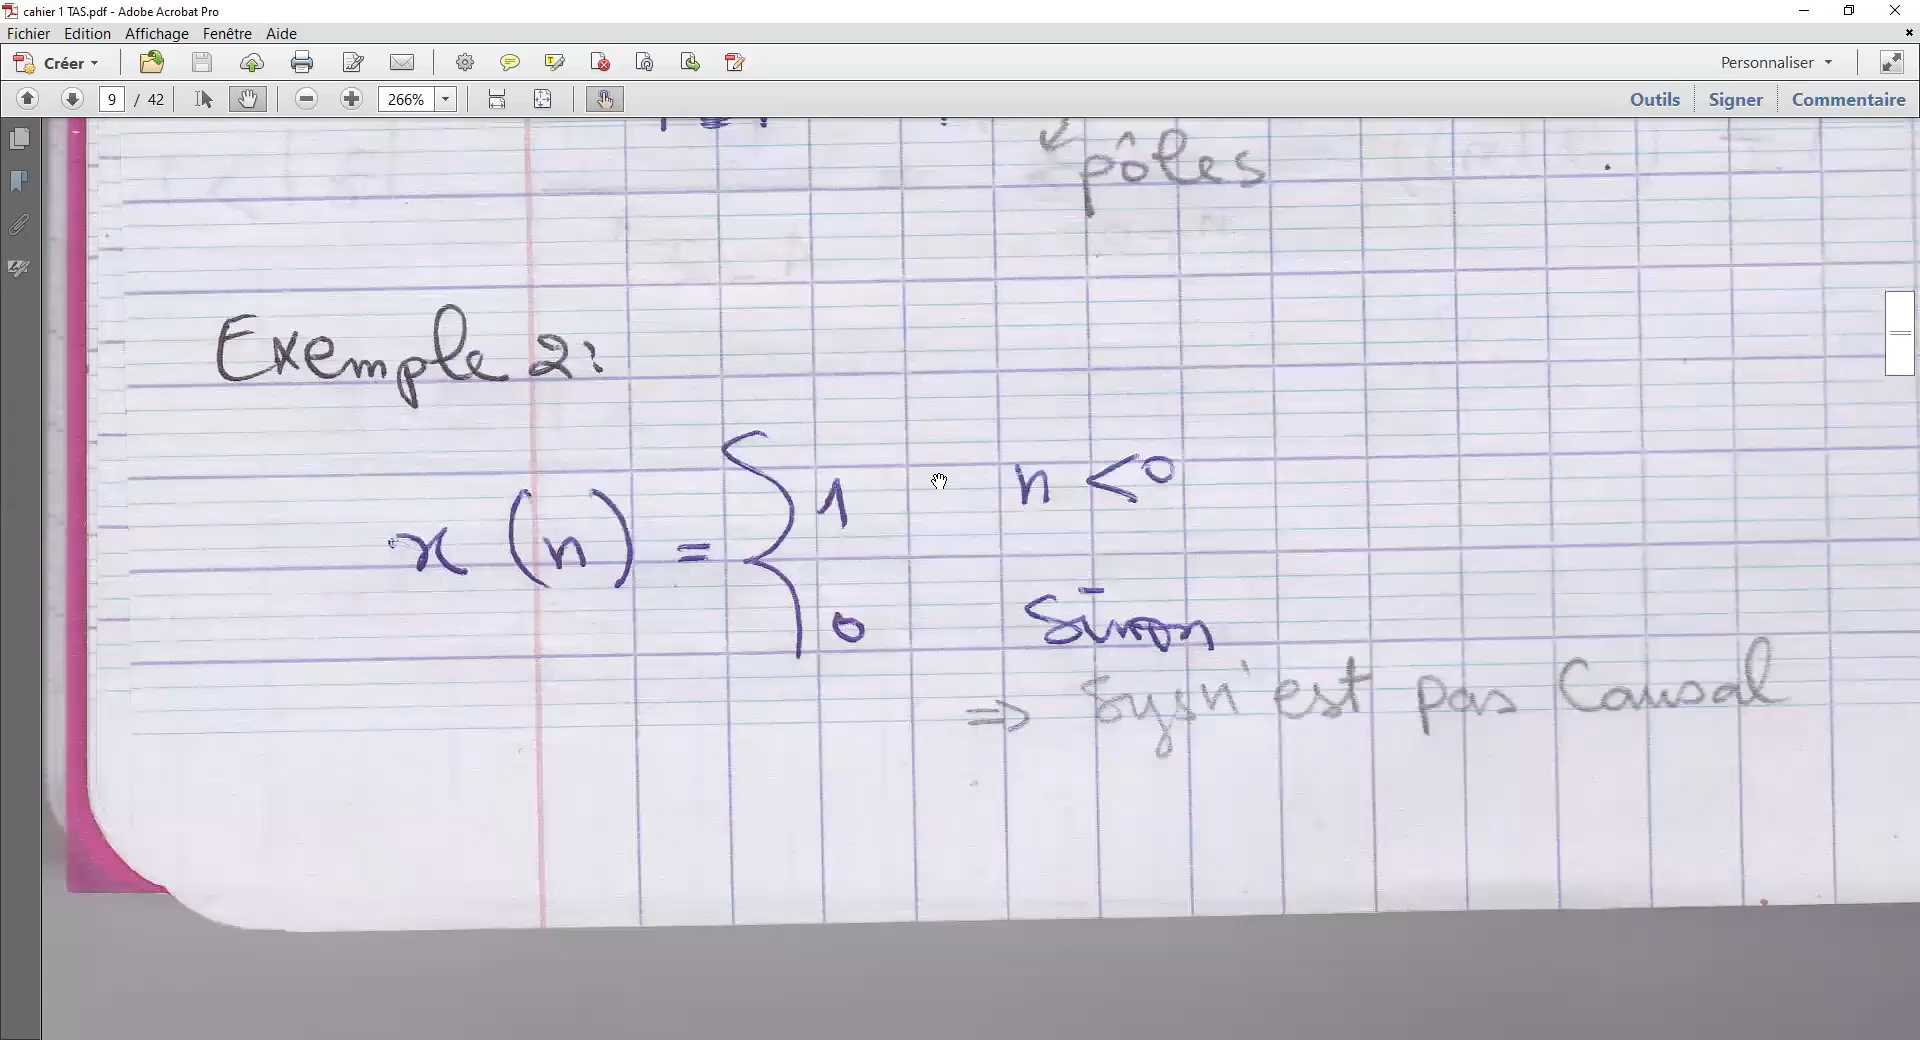 cahier 1 TAS.pdf - Adobe Acrobat Pro
Fichier Edition Affichage Fenêtre Aide
Créer
Personnaliser
9 / 42
266%
Outils Signer Commentaire
pôles
Exemple 2:
x (n) = { 1 n < 0
0 Sinon
⇒ Sys n'est pas Causal